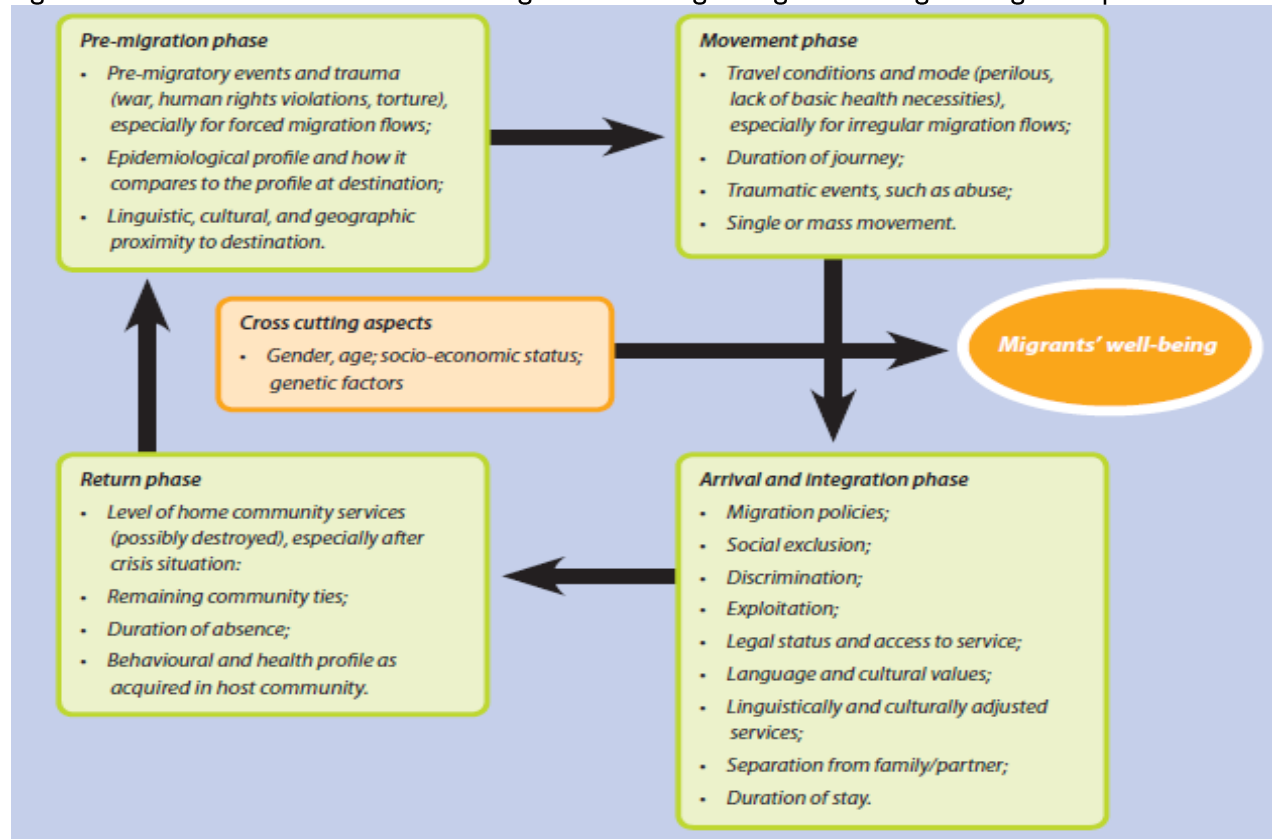 Pre-migration phase
• Pre-migratory events and trauma
(war, human rights violations, torture),
especially for forced migration flows;
• Epidemiological profile and how it
compares to the profile at destination;
• Linguistic, cultural, and geographic
proximity to destination.
Movement phase
• Travel conditions and mode (perilous,
lack of basic health necessities),
especially for irregular migration flows;
• Duration of journey;
• Traumatic events, such as abuse;
• Single or mass movement.
Cross cutting aspects
• Gender, age; socio-economic status;
genetic factors
Migrants' well-being
Return phase
• Level of home community services
(possibly destroyed), especially after
crisis situation:
• Remaining community ties;
• Duration of absence;
• Behavioural and health profile as
acquired in host community.
Arrival and integration phase
• Migration policies;
• Social exclusion;
• Discrimination;
• Exploitation;
• Legal status and access to service;
• Language and cultural values;
• Linguistically and culturally adjusted
services;
• Separation from family/partner;
• Duration of stay.